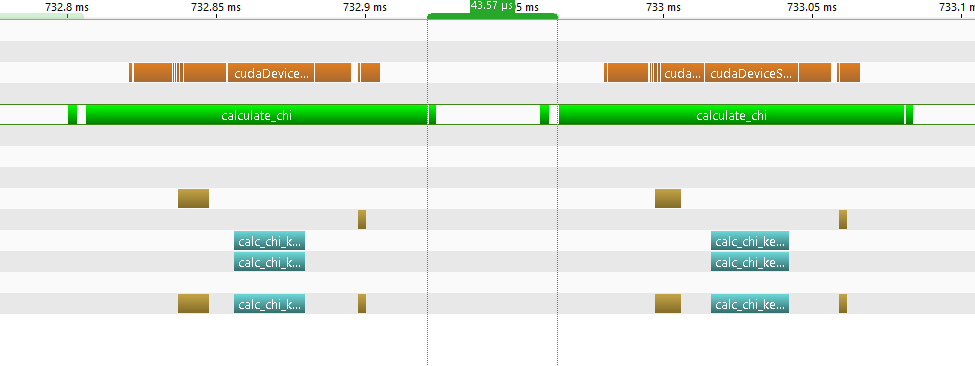 732.8 ms 732.85 ms 732.9 ms 43.57 µs 5 ms 733 ms 733.05 ms 733.1
cudaDevice... cuda... cudaDeviceS...
calculate_chi calculate_chi
calc_chi_k... calc_chi_ke...
calc_chi_k... calc_chi_ke...
calc_chi_k... calc_chi_ke...